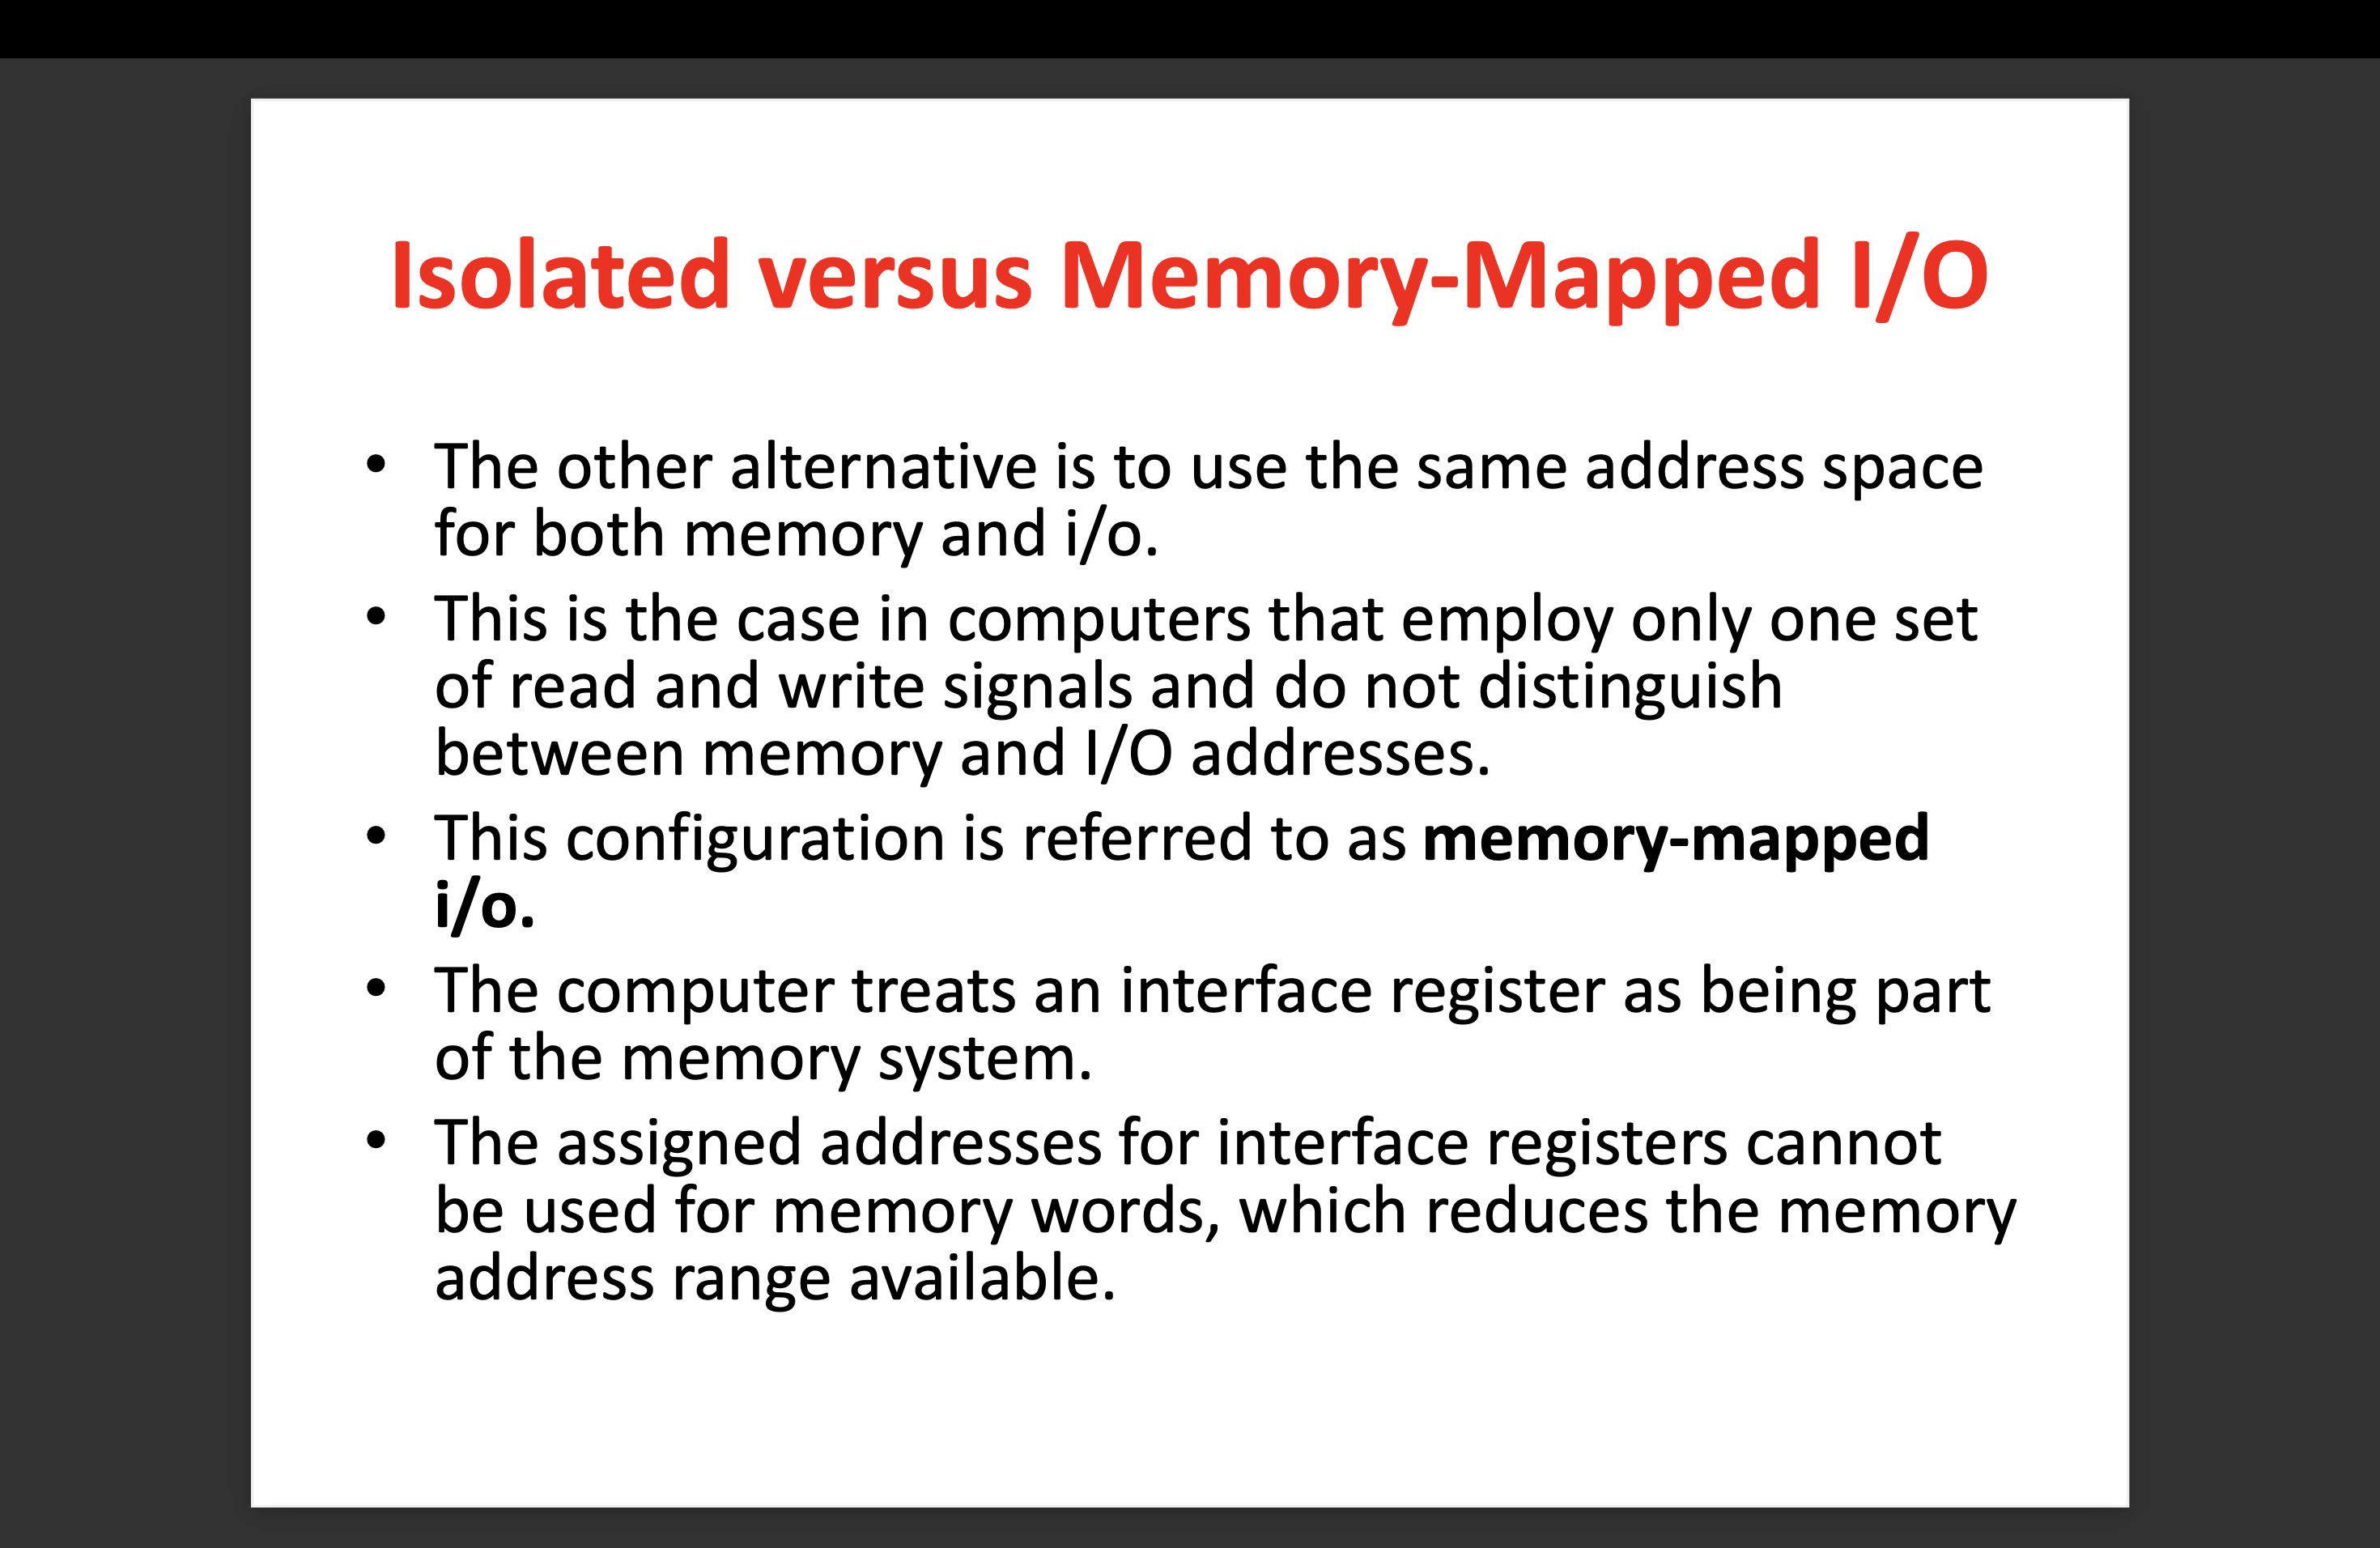 Isolated versus Memory-Mapped I/O
• The other alternative is to use the same address space
for both memory and i/o.
• This is the case in computers that employ only one set
of read and write signals and do not distinguish
between memory and I/O addresses.
• This configuration is referred to as memory-mapped
i/o.
• The computer treats an interface register as being part
of the memory system.
• The assigned addresses for interface registers cannot
be used for memory words, which reduces the memory
address range available.